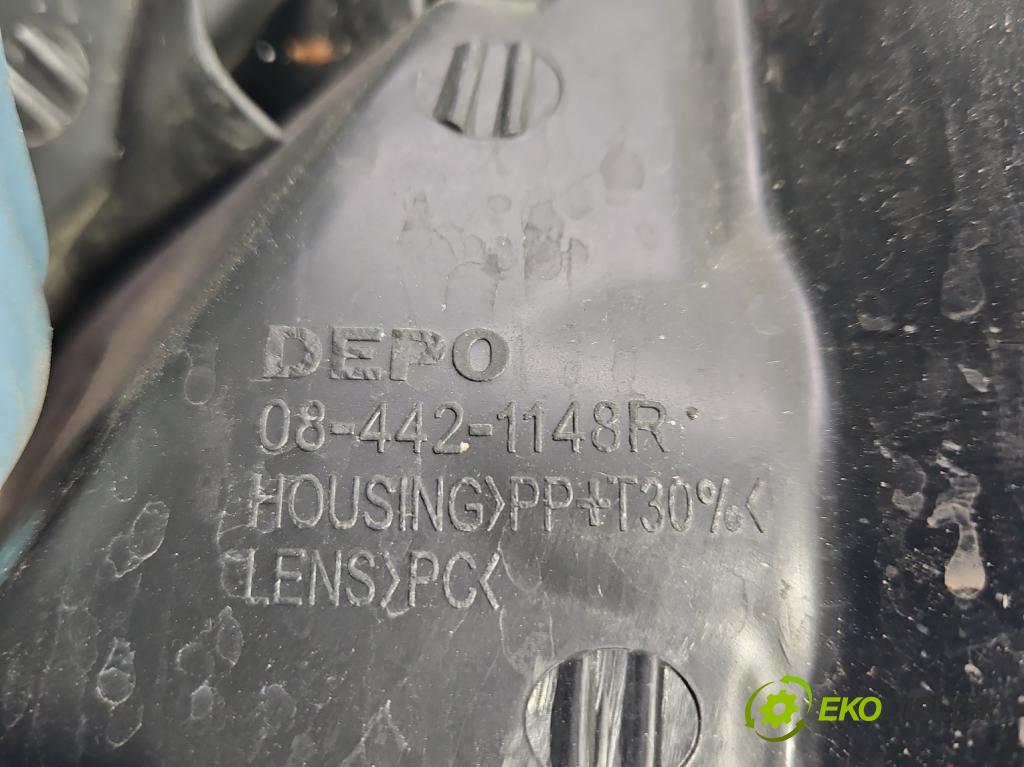 DEPO
08-442-1148R
HOUSING>PP+T30%<
LENS>PC<
EKO